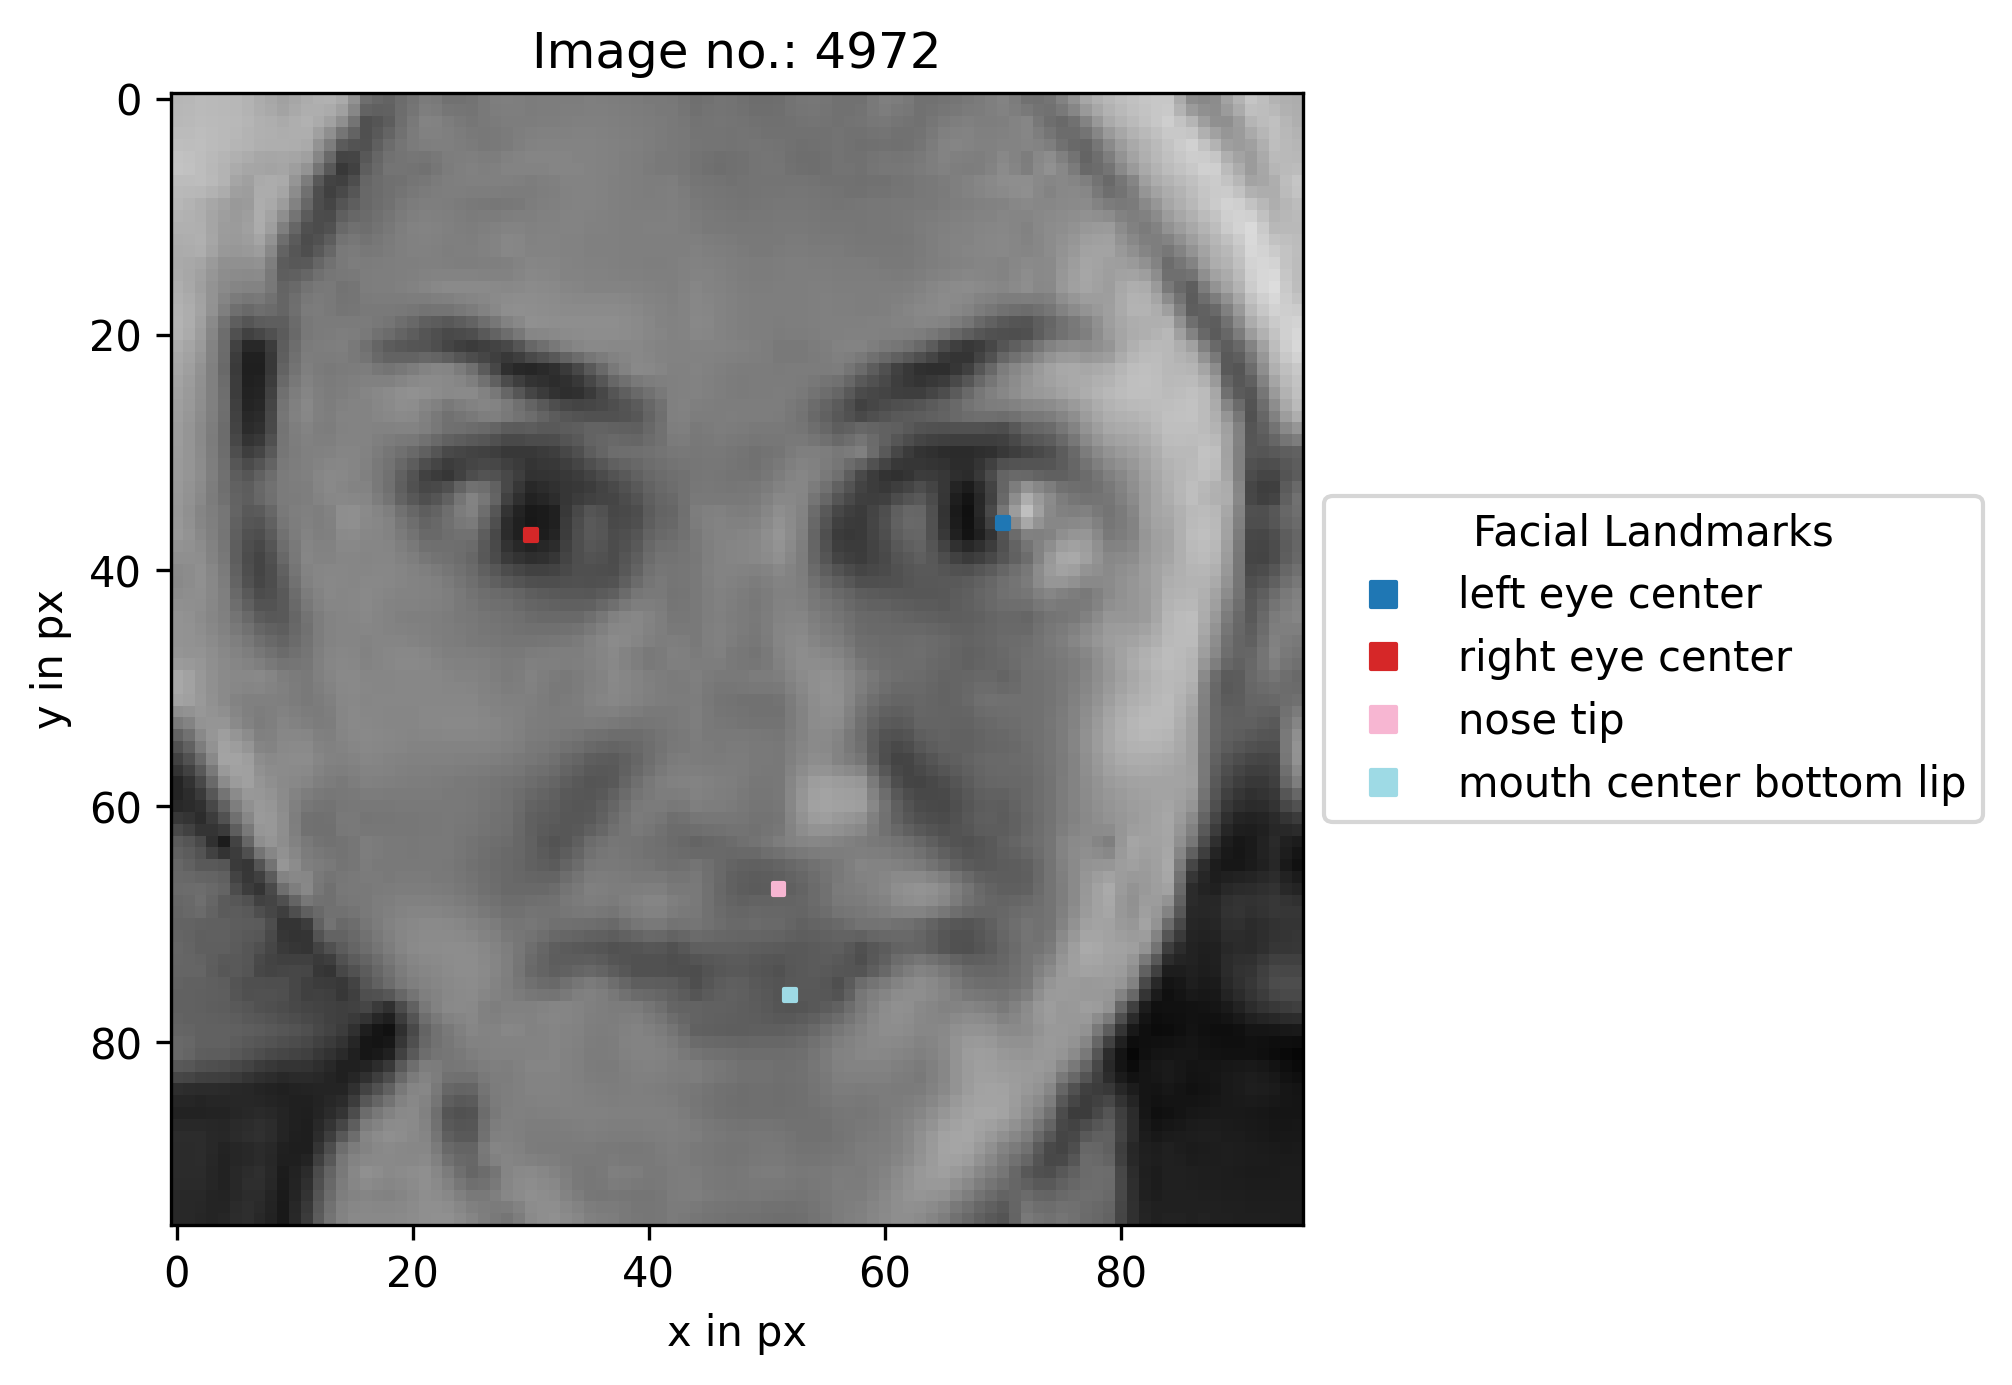 Image no.: 4972
0
20
40
60
80
y in px
0 20 40 60 80
x in px
Facial Landmarks
left eye center
right eye center
nose tip
mouth center bottom lip